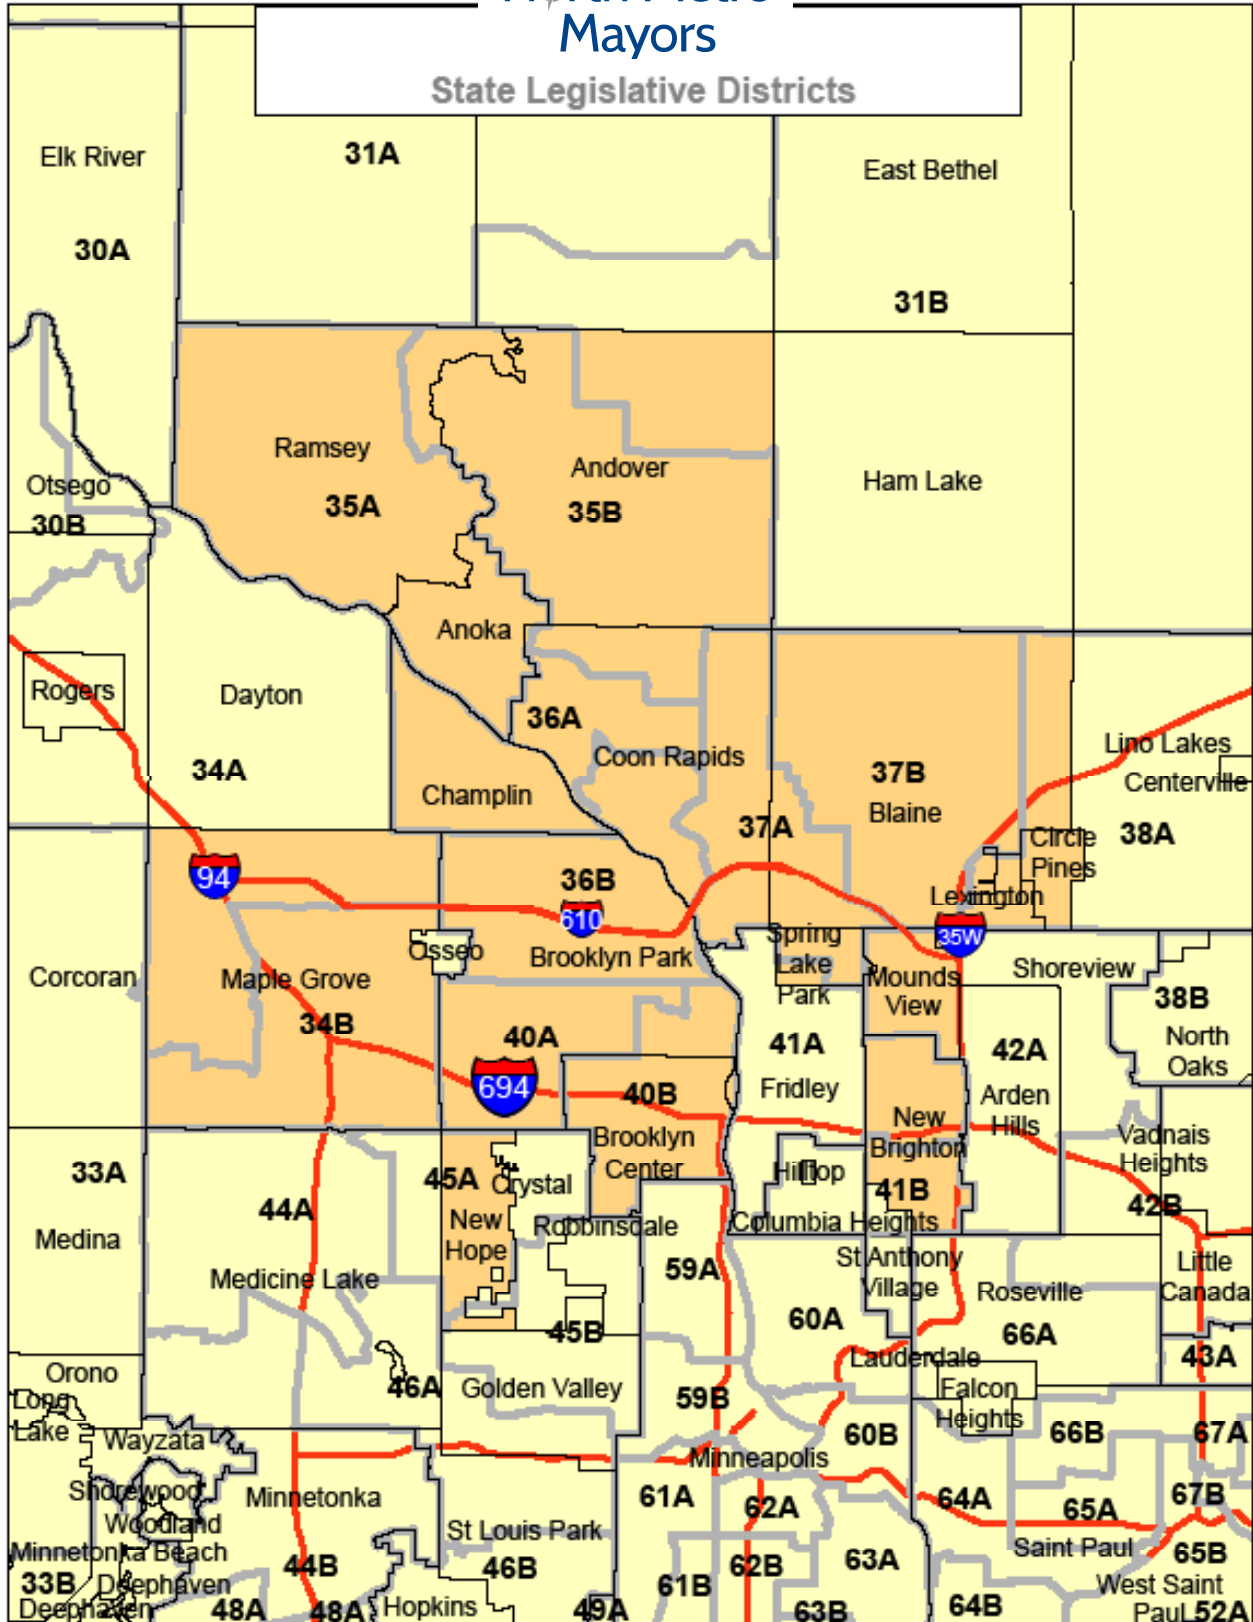 North Metro
Mayors
State Legislative Districts
Elk River
31A
East Bethel
30A
31B
Ramsey
Andover
Ham Lake
Otsego
35A
35B
30B
Anoka
Rogers
Dayton
36A
Coon Rapids
Lino Lakes
34A
37B
Centerville
Champlin
Blaine
37A
38A
Circle
Pines
94
36B
Lexington
610
35W
Osseo
Brooklyn Park
Spring
Lake
Park
Corcoran
Maple Grove
Mounds
View
Shoreview
38B
34B
40A
41A
42A
North
Oaks
694
40B
Fridley
Arden
Hills
New
Brighton
Brooklyn
Center
Vadnais
Heights
33A
45A
Crystal
Hilltop
41B
42B
44A
New
Hope
Robbinsdale
Columbia Heights
Medina
59A
St Anthony
Village
Little
Canada
Medicine Lake
Roseville
60A
45B
66A
Lauderdale
43A
Orono
46A
Golden Valley
59B
Falcon
Heights
Long
Lake
Wayzata
60B
66B
67A
Minneapolis
Shorewood
Minnetonka
61A
62A
64A
65A
67B
Woodland
St Louis Park
Saint Paul
Minnetonka Beach
44B
46B
62B
63A
65B
33B
Deephaven
61B
West Saint
Paul
Deephaven
48A
48A
Hopkins
49A
63B
64B
52A